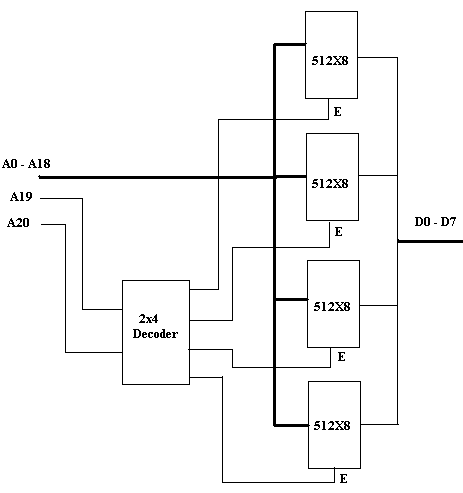 512X8
E
A0 - A18
512X8
A19
A20
E
D0 - D7
512X8
2x4
Decoder
E
512X8
E